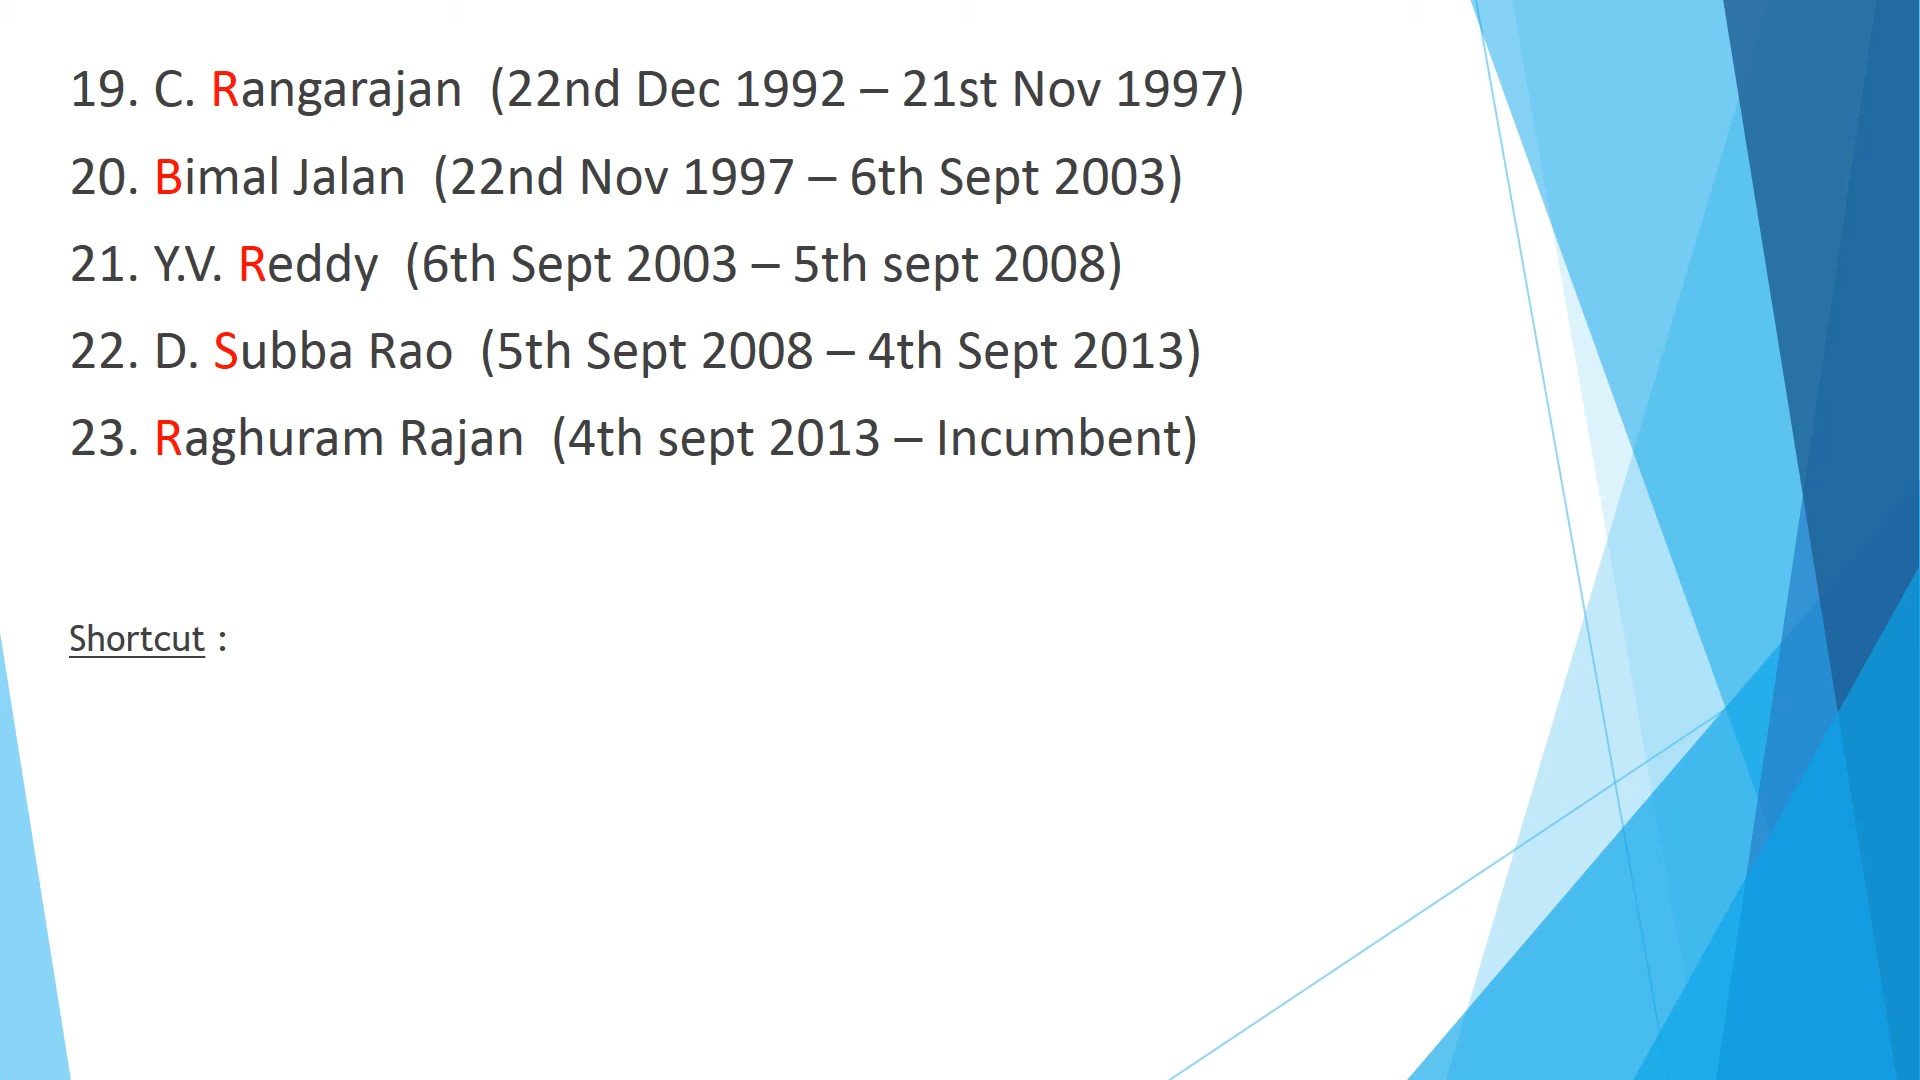 19. C. Rangarajan (22nd Dec 1992 – 21st Nov 1997)
20. Bimal Jalan (22nd Nov 1997 – 6th Sept 2003)
21. Y.V. Reddy (6th Sept 2003 – 5th sept 2008)
22. D. Subba Rao (5th Sept 2008 – 4th Sept 2013)
23. Raghuram Rajan (4th sept 2013 – Incumbent)
Shortcut :